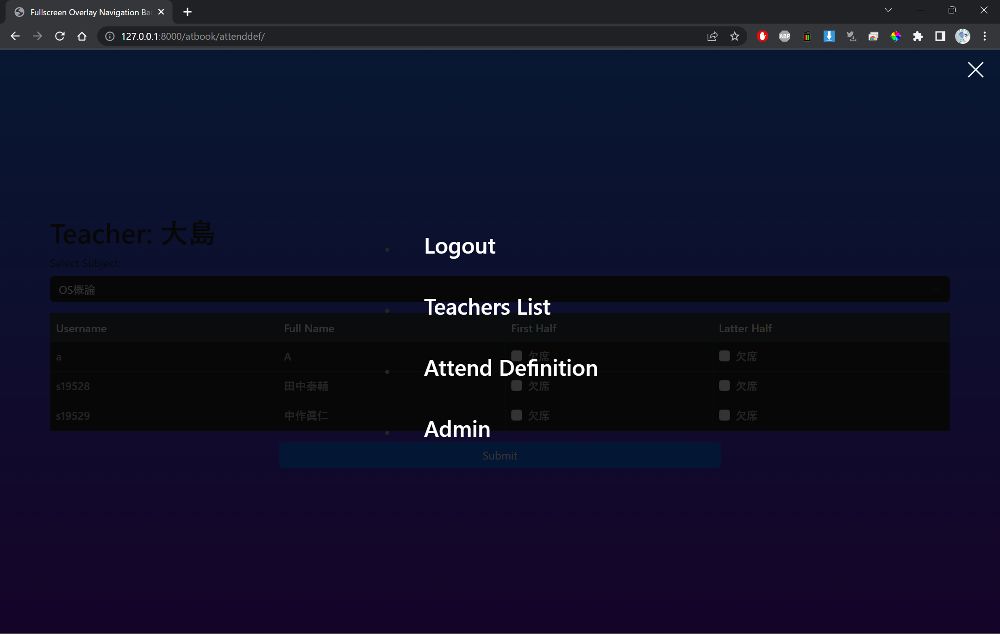 Fullscreen Overlay Navigation Ba
127.0.0.1:8000/atbook/attenddef/
ABP
Teacher: 大島
Logout
Select Subject:
OS概論
Teachers List
Username Full Name First Half Latter Half
a A 欠席 欠席
Attend Definition
s19528 田中泰輔 欠席 欠席
s19529 中作眞仁 欠席 欠席
Admin
Submit